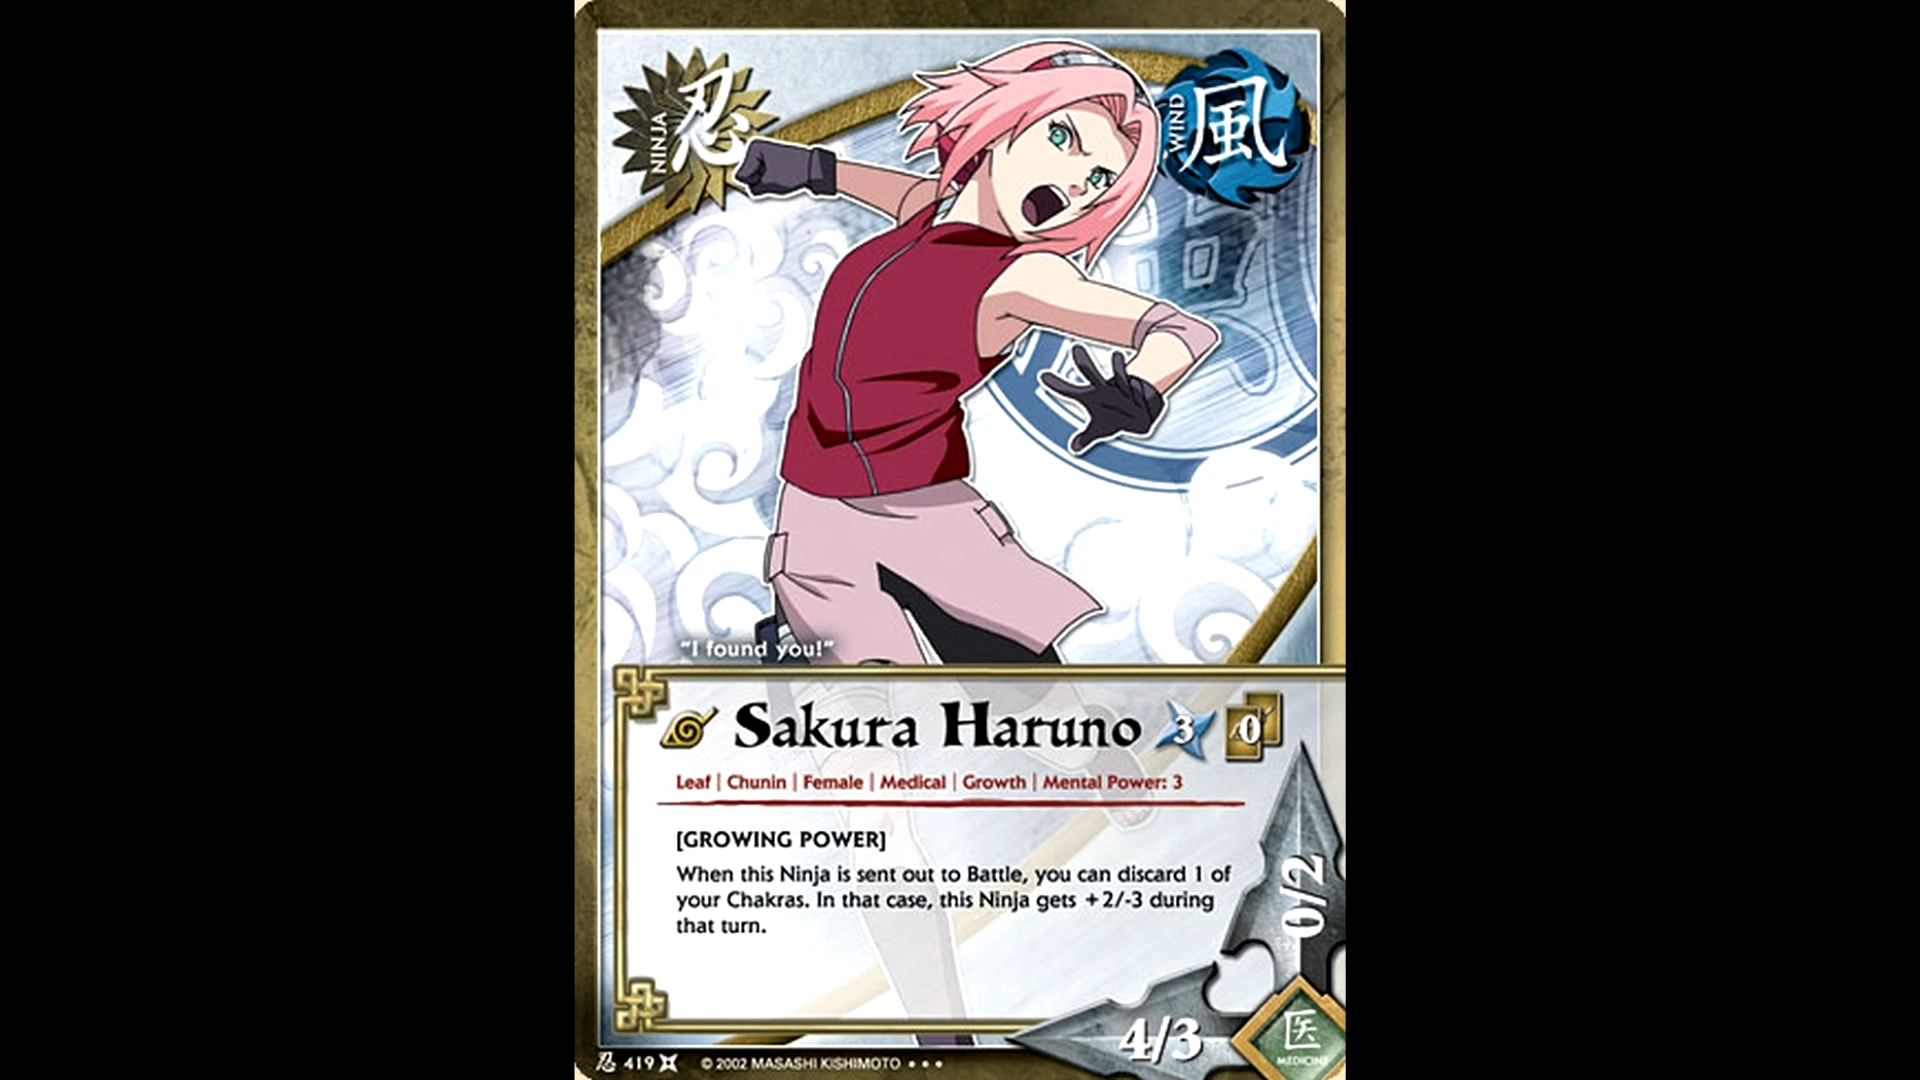 NINJA
忍
WIND
風
"I found you!"
Sakura Haruno 3 0
Leaf | Chunin | Female | Medical | Growth | Mental Power: 3
[GROWING POWER]
When this Ninja is sent out to Battle, you can discard 1 of
your Chakras. In that case, this Ninja gets +2/-3 during
that turn.
0/2
4/3
医
MEDICINE
忍 419 © 2002 MASASHI KISHIMOTO